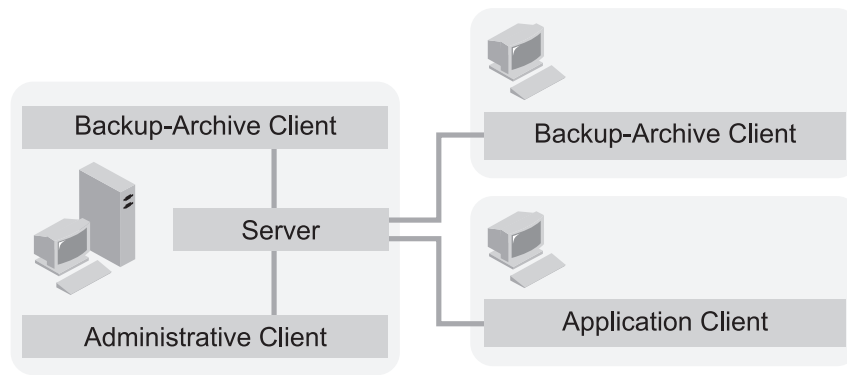 Backup-Archive Client
Server
Administrative Client
Backup-Archive Client
Application Client